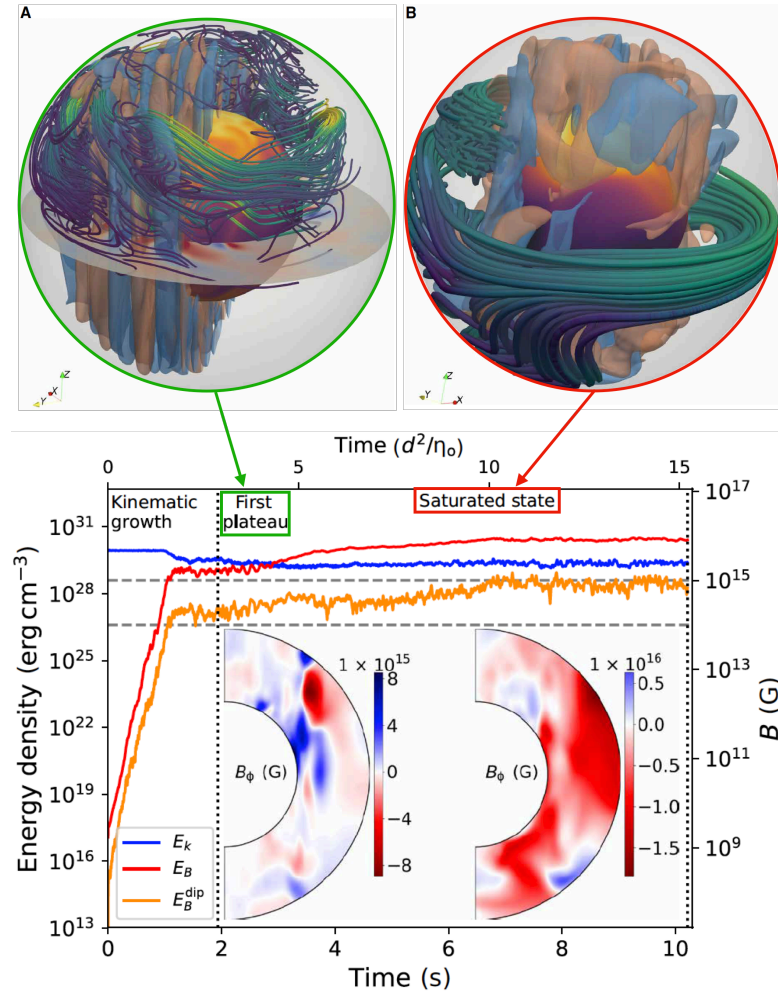 A
B
Z
X
Y
Z
Y
X
Time (d²/ηₒ)
0
5
10
15
Kinematic
growth
First
plateau
Saturated state
Energy density (erg cm⁻³)
10³¹
10²⁸
10²⁵
10²²
10¹⁹
10¹⁶
10¹³
B (G)
10¹⁷
10¹⁵
10¹³
10¹¹
10⁹
1 × 10¹⁵
8
4
0
−4
−8
B_ϕ (G)
1 × 10¹⁶
0.5
0.0
−0.5
−1.0
−1.5
B_ϕ (G)
E_k
E_B
E_B^dip
0
2
4
6
8
10
Time (s)